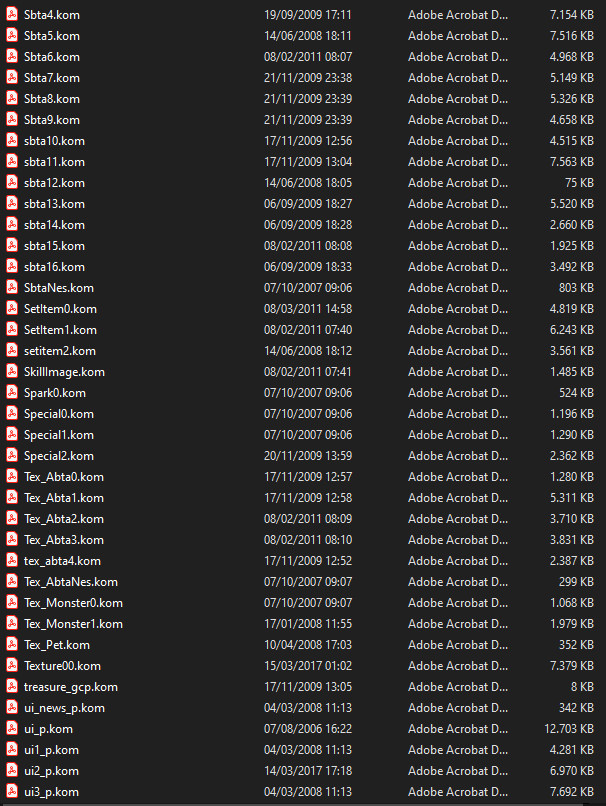 Sbta4.kom 19/09/2009 17:11 Adobe Acrobat D... 7.154 KB
Sbta5.kom 14/06/2008 18:11 Adobe Acrobat D... 7.516 KB
Sbta6.kom 08/02/2011 08:07 Adobe Acrobat D... 4.968 KB
Sbta7.kom 21/11/2009 23:38 Adobe Acrobat D... 5.149 KB
Sbta8.kom 21/11/2009 23:39 Adobe Acrobat D... 5.326 KB
Sbta9.kom 21/11/2009 23:39 Adobe Acrobat D... 4.658 KB
sbta10.kom 17/11/2009 12:56 Adobe Acrobat D... 4.515 KB
sbta11.kom 17/11/2009 13:04 Adobe Acrobat D... 7.563 KB
sbta12.kom 14/06/2008 18:05 Adobe Acrobat D... 75 KB
sbta13.kom 06/09/2009 18:27 Adobe Acrobat D... 5.520 KB
sbta14.kom 06/09/2009 18:28 Adobe Acrobat D... 2.660 KB
sbta15.kom 08/02/2011 08:08 Adobe Acrobat D... 1.925 KB
sbta16.kom 06/09/2009 18:33 Adobe Acrobat D... 3.492 KB
SbtaNes.kom 07/10/2007 09:06 Adobe Acrobat D... 803 KB
SetItem0.kom 08/03/2011 14:58 Adobe Acrobat D... 4.819 KB
SetItem1.kom 08/02/2011 07:40 Adobe Acrobat D... 6.243 KB
setitem2.kom 14/06/2008 18:12 Adobe Acrobat D... 3.561 KB
SkillImage.kom 08/02/2011 07:41 Adobe Acrobat D... 1.485 KB
Spark0.kom 07/10/2007 09:06 Adobe Acrobat D... 524 KB
Special0.kom 07/10/2007 09:06 Adobe Acrobat D... 1.196 KB
Special1.kom 07/10/2007 09:06 Adobe Acrobat D... 1.290 KB
Special2.kom 20/11/2009 13:59 Adobe Acrobat D... 2.362 KB
Tex_Abta0.kom 17/11/2009 12:57 Adobe Acrobat D... 1.280 KB
Tex_Abta1.kom 17/11/2009 12:58 Adobe Acrobat D... 5.311 KB
Tex_Abta2.kom 08/02/2011 08:09 Adobe Acrobat D... 3.710 KB
Tex_Abta3.kom 08/02/2011 08:10 Adobe Acrobat D... 3.831 KB
tex_abta4.kom 17/11/2009 12:52 Adobe Acrobat D... 2.387 KB
Tex_AbtaNes.kom 07/10/2007 09:07 Adobe Acrobat D... 299 KB
Tex_Monster0.kom 07/10/2007 09:07 Adobe Acrobat D... 1.068 KB
Tex_Monster1.kom 17/01/2008 11:55 Adobe Acrobat D... 1.979 KB
Tex_Pet.kom 10/04/2008 17:03 Adobe Acrobat D... 352 KB
Texture00.kom 15/03/2017 01:02 Adobe Acrobat D... 7.379 KB
treasure_gcp.kom 17/11/2009 13:05 Adobe Acrobat D... 8 KB
ui_news_p.kom 04/03/2008 11:13 Adobe Acrobat D... 342 KB
ui_p.kom 07/08/2006 16:22 Adobe Acrobat D... 12.703 KB
ui1_p.kom 04/03/2008 11:13 Adobe Acrobat D... 4.281 KB
ui2_p.kom 14/03/2017 17:18 Adobe Acrobat D... 6.970 KB
ui3_p.kom 04/03/2008 11:13 Adobe Acrobat D... 7.692 KB